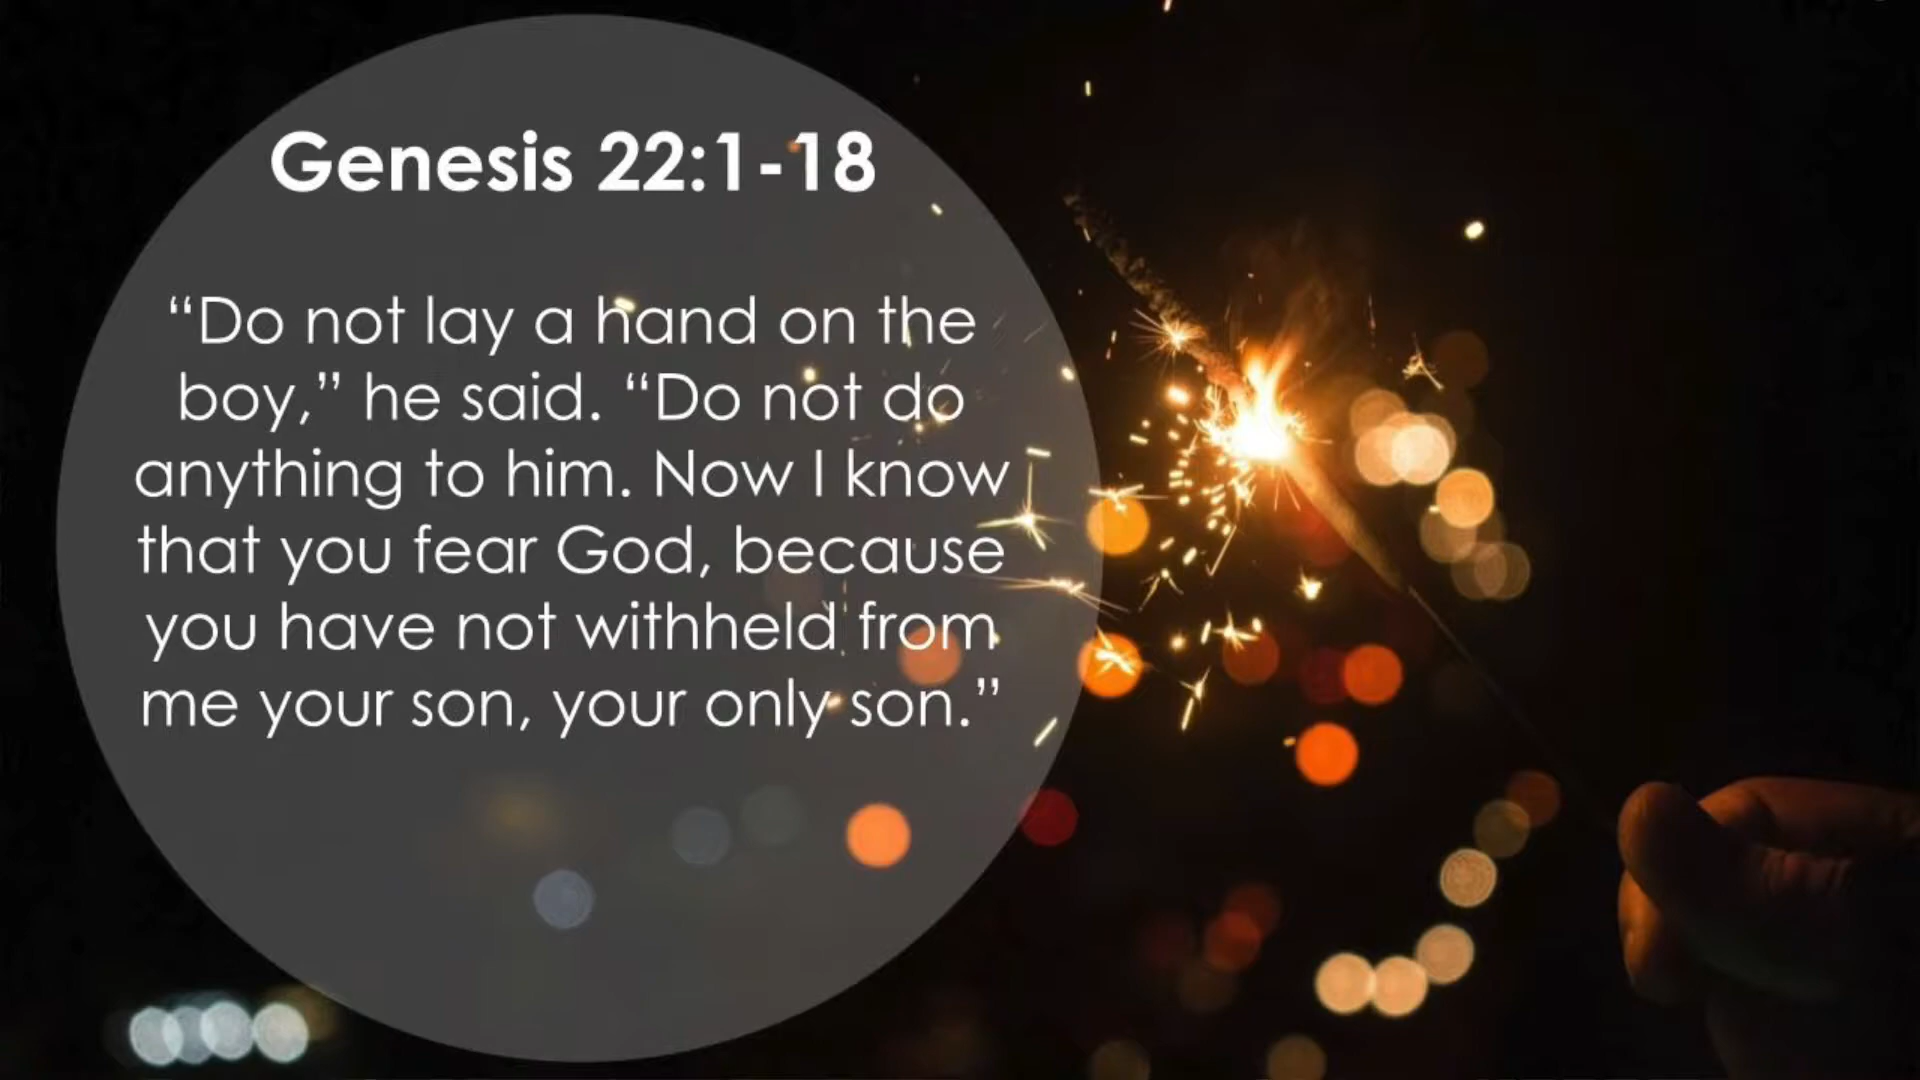 Genesis 22:1-18
“Do not lay a hand on the
boy,” he said. “Do not do
anything to him. Now I know
that you fear God, because
you have not withheld from
me your son, your only son.”